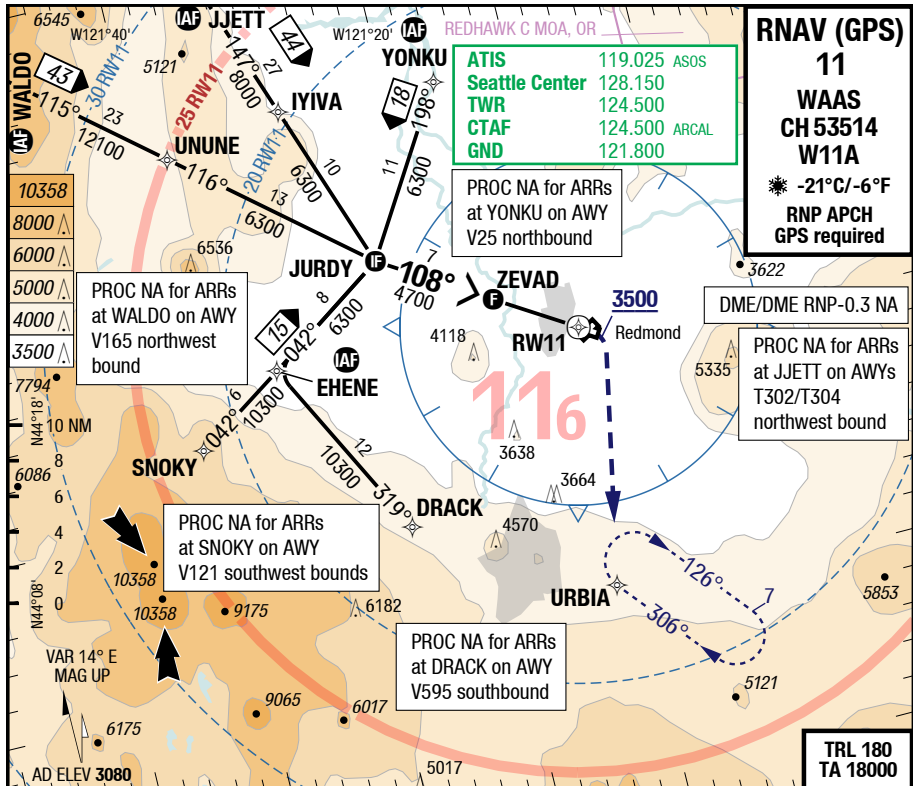 6545
W121°40'
IAF JJETT
W121°20'
IAF
YONKU
REDHAWK C MOA, OR
RNAV (GPS)
11
WAAS
CH 53514
W11A
-21°C/-6°F
RNP APCH
GPS required
ATIS 119.025 ASOS
Seattle Center 128.150
TWR 124.500
CTAF 124.500 ARCAL
GND 121.800
5121
147°
27
8000
44
IYIVA
18
198°
11
6300
IAF WALDO
43
115°
23
12100
30 RW11
25 RW11
20 RW11
UNUNE
116°
13
6300
10
6300
PROC NA for ARRs
at YONKU on AWY
V25 northbound
10358
8000
6000
5000
4000
3500
6536
JURDY
IF
108°
7
4700
ZEVAD
F
RW11
3500
Redmond
3622
DME/DME RNP-0.3 NA
PROC NA for ARRs
at WALDO on AWY
V165 northwest
bound
8
6300
15
042°
IAF
EHENE
4118
116
5335
PROC NA for ARRs
at JJETT on AWYs
T302/T304
northwest bound
7794
N44°18'
10 NM
8
6
4
2
0
N44°08'
6086
6
10300
042°
SNOKY
12
10300
319°
DRACK
3638
3664
4570
PROC NA for ARRs
at SNOKY on AWY
V121 southwest bounds
10358
10358
9175
6182
URBIA
126°
306°
7
5853
PROC NA for ARRs
at DRACK on AWY
V595 southbound
VAR 14° E
MAG UP
6175
9065
6017
5121
5017
AD ELEV 3080
TRL 180
TA 18000